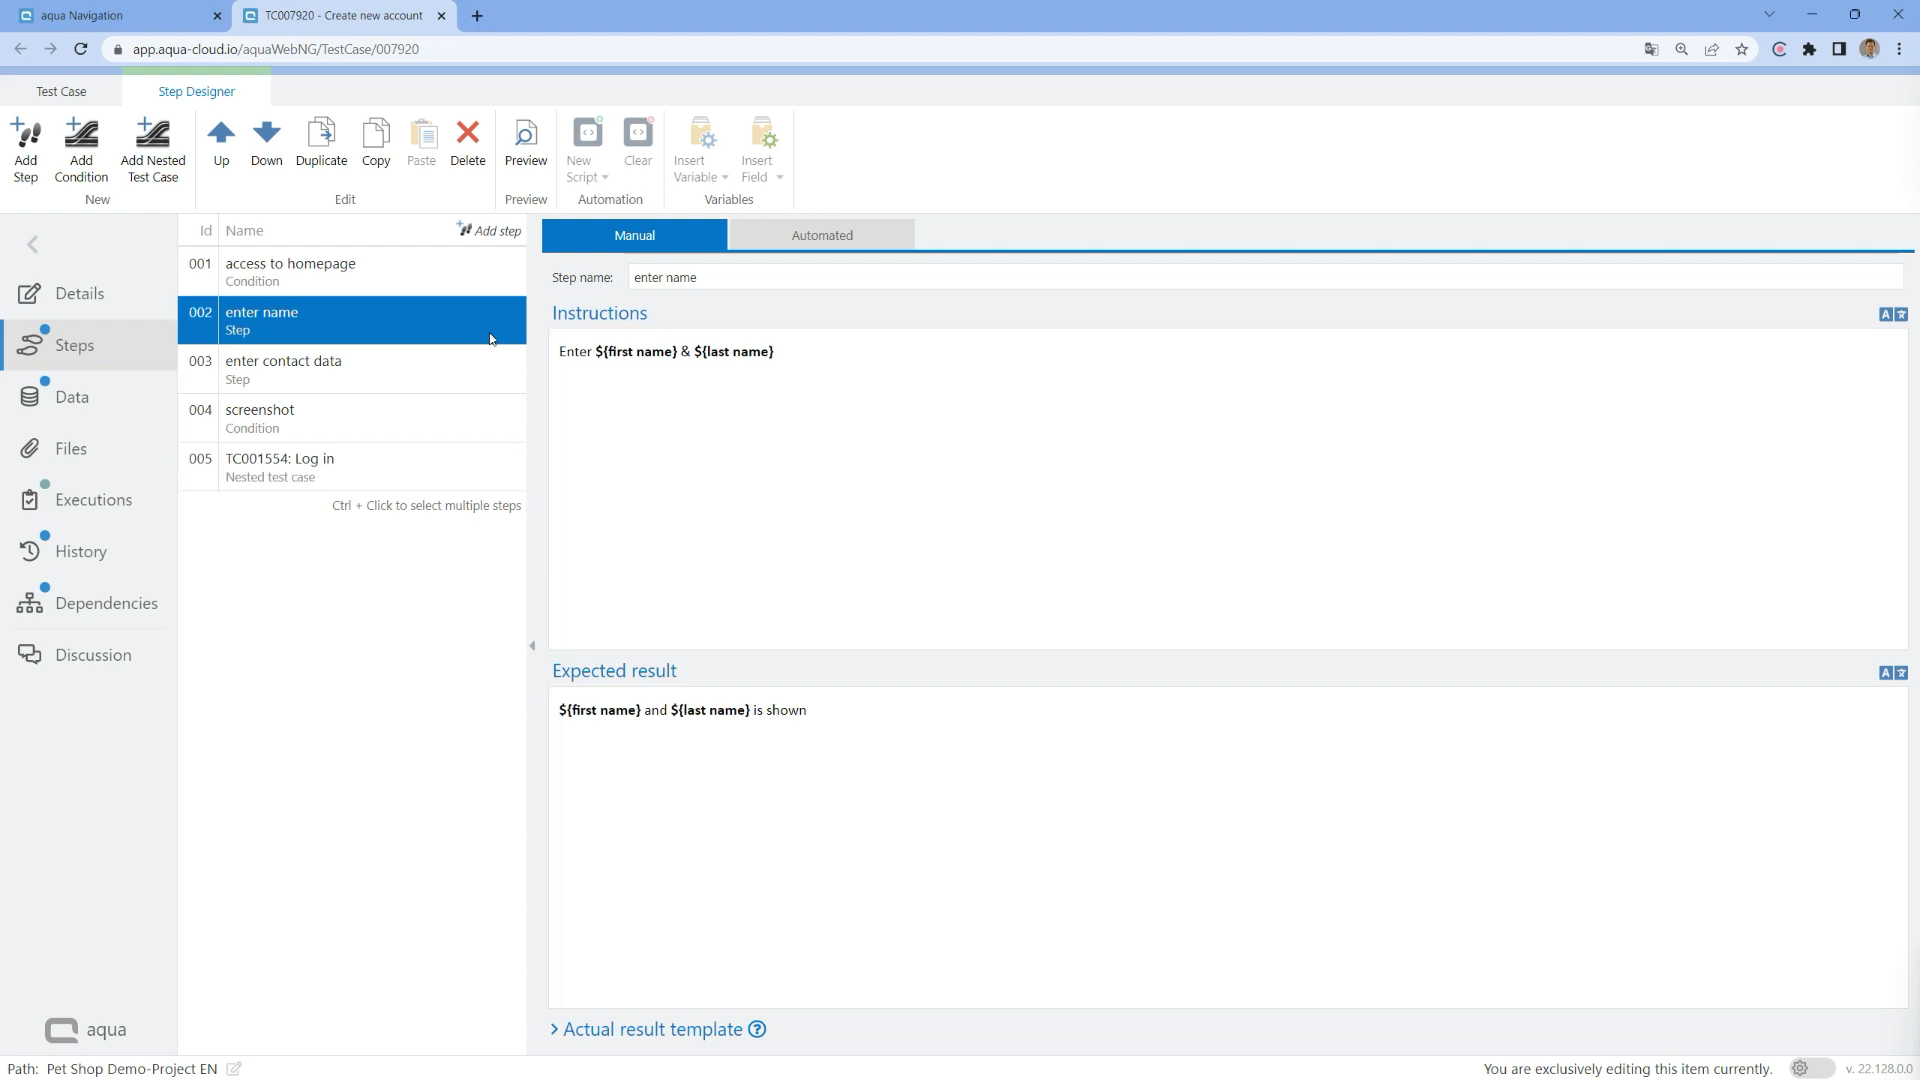 aqua Navigation
TC007920 - Create new account
app.aqua-cloud.io/aquaWebNG/TestCase/007920
Test Case
Step Designer
Add Step
Add Condition
Add Nested Test Case
New
Up
Down
Duplicate
Copy
Paste
Delete
Edit
Preview
Preview
New Script
Clear
Automation
Insert Variable
Insert Field
Variables
Details
Steps
Data
Files
Executions
History
Dependencies
Discussion
aqua
Id Name Add step
001 access to homepage
Condition
002 enter name
Step
003 enter contact data
Step
004 screenshot
Condition
005 TC001554: Log in
Nested test case
Ctrl + Click to select multiple steps
Manual
Automated
Step name: enter name
Instructions
Enter ${first name} & ${last name}
Expected result
${first name} and ${last name} is shown
> Actual result template ?
Path: Pet Shop Demo-Project EN
You are exclusively editing this item currently.
v. 22.128.0.0